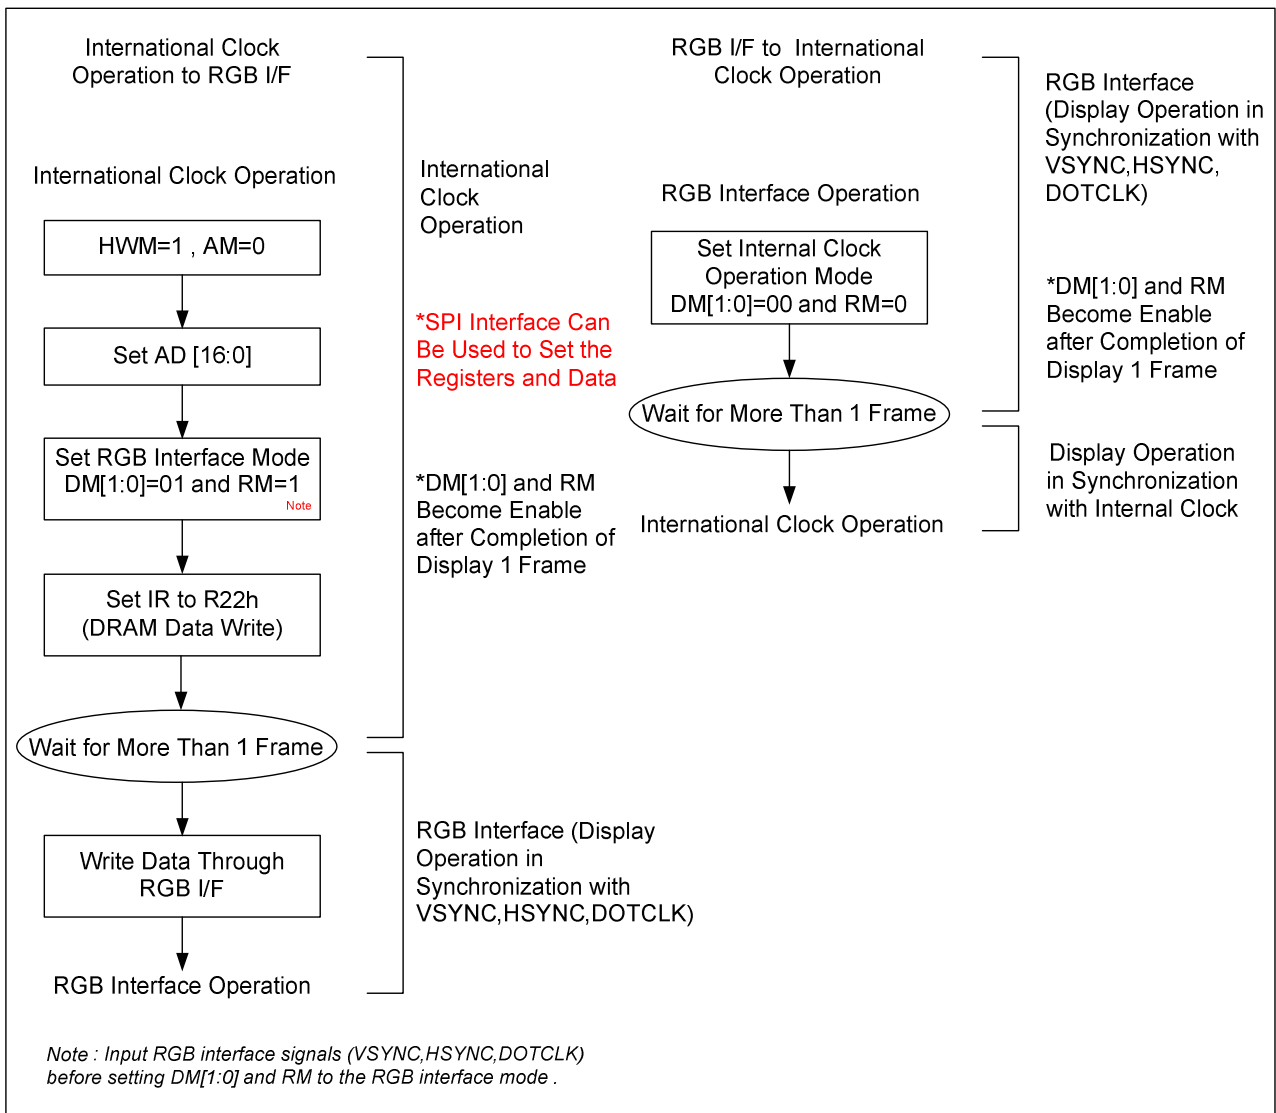 International Clock
Operation to RGB I/F
International Clock Operation
HWM=1 , AM=0
Set AD [16:0]
Set RGB Interface Mode
DM[1:0]=01 and RM=1
Note
Set IR to R22h
(DRAM Data Write)
Wait for More Than 1 Frame
Write Data Through
RGB I/F
RGB Interface Operation
International
Clock
Operation
*SPI Interface Can
Be Used to Set the
Registers and Data
*DM[1:0] and RM
Become Enable
after Completion of
Display 1 Frame
RGB Interface (Display
Operation in
Synchronization with
VSYNC,HSYNC,DOTCLK)
RGB I/F to International
Clock Operation
RGB Interface Operation
Set Internal Clock
Operation Mode
DM[1:0]=00 and RM=0
Wait for More Than 1 Frame
International Clock Operation
RGB Interface
(Display Operation in
Synchronization with
VSYNC,HSYNC,
DOTCLK)
*DM[1:0] and RM
Become Enable
after Completion of
Display 1 Frame
Display Operation
in Synchronization
with Internal Clock
Note : Input RGB interface signals (VSYNC,HSYNC,DOTCLK)
before setting DM[1:0] and RM to the RGB interface mode .